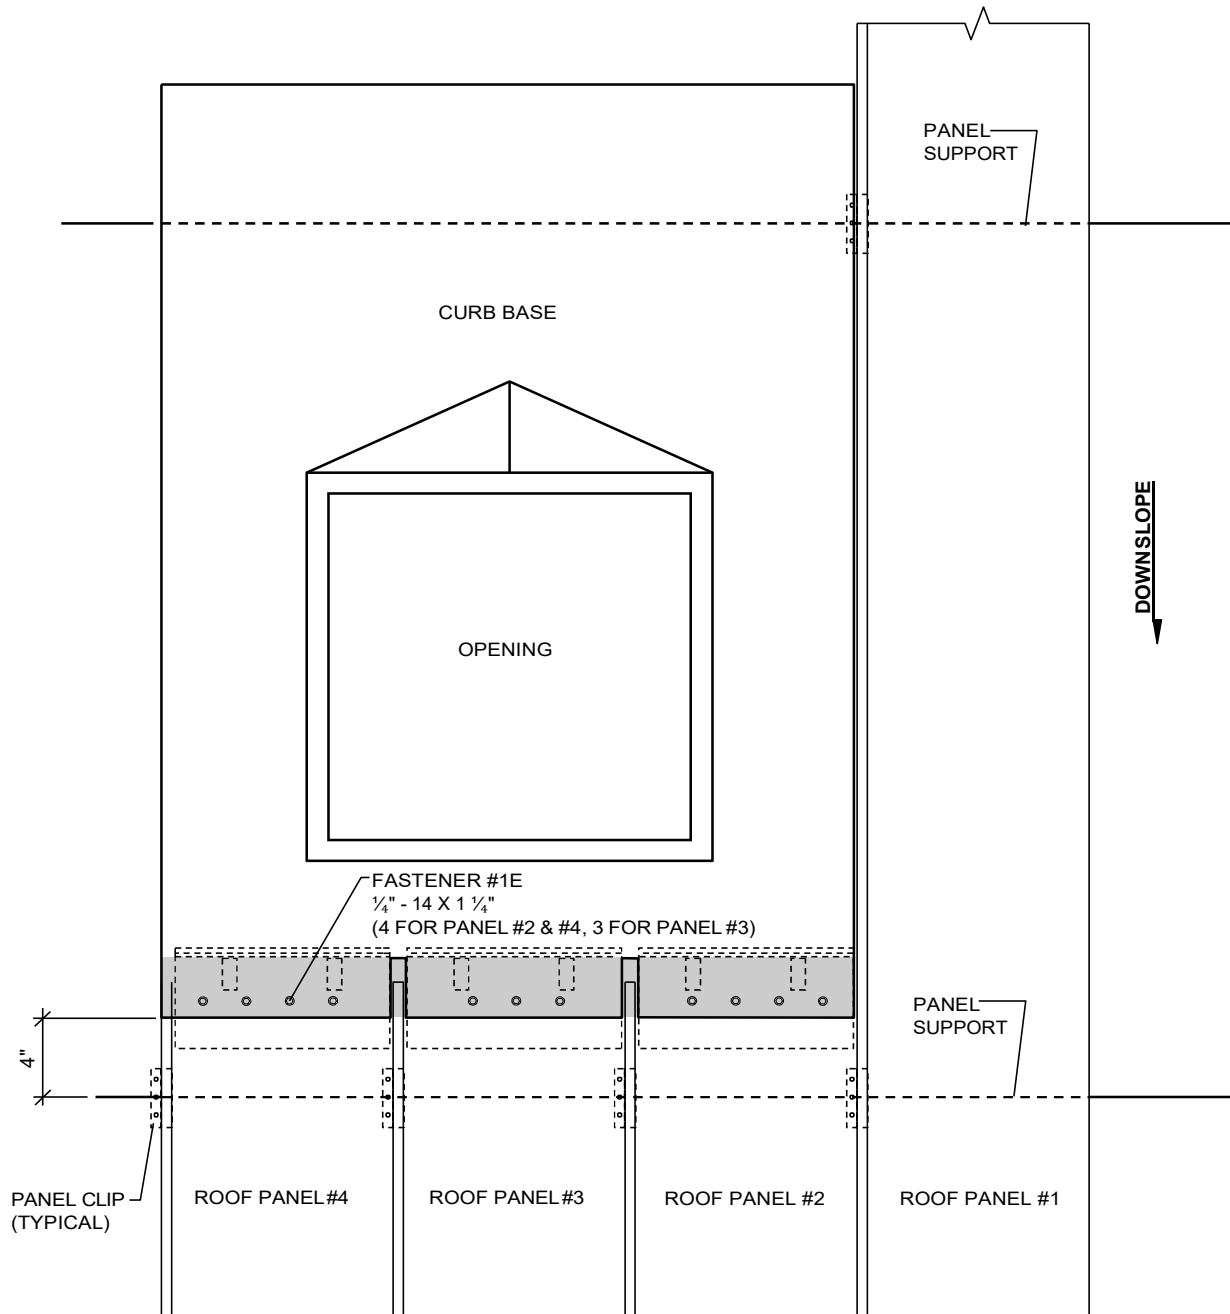 PANEL
SUPPORT
CURB BASE
DOWNSLOPE
OPENING
FASTENER #1E
¼" - 14 X 1 ¼"
(4 FOR PANEL #2 & #4, 3 FOR PANEL #3)
PANEL
SUPPORT
4"
PANEL CLIP
(TYPICAL)
ROOF PANEL #4
ROOF PANEL #3
ROOF PANEL #2
ROOF PANEL #1